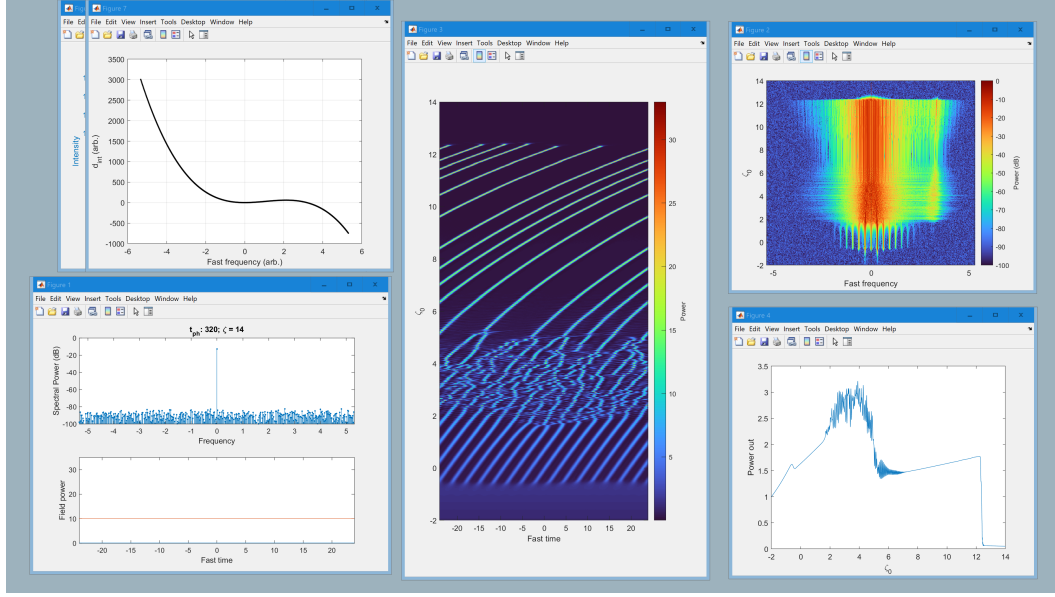 Figure 7
File Edit View Insert Tools Desktop Window Help
3500
3000
2500
2000
1500
1000
500
0
-500
-1000
-6 -4 -2 0 2 4 6
d_int (arb.)
Fast frequency (arb.)
Intensity
Figure 1
File Edit View Insert Tools Desktop Window Help
t_ph: 320; ζ = 14
0
-20
-40
-60
-80
-100
-5 -4 -3 -2 -1 0 1 2 3 4 5
Spectral Power (dB)
Frequency
30
20
10
0
-20 -15 -10 -5 0 5 10 15 20
Field power
Fast time
Figure 3
File Edit View Insert Tools Desktop Window Help
14
12
10
8
6
4
2
0
-2
ζ₀
-20 -15 -10 -5 0 5 10 15 20
Fast time
30
25
20
15
10
5
Power
Figure 2
File Edit View Insert Tools Desktop Window Help
14
12
10
8
6
4
2
0
-2
ζ₀
-5 0 5
Fast frequency
0
-10
-20
-30
-40
-50
-60
-70
-80
-90
-100
Power (dB)
Figure 4
File Edit View Insert Tools Desktop Window Help
3.5
3
2.5
2
1.5
1
0.5
0
-2 0 2 4 6 8 10 12 14
Power out
ζ₀